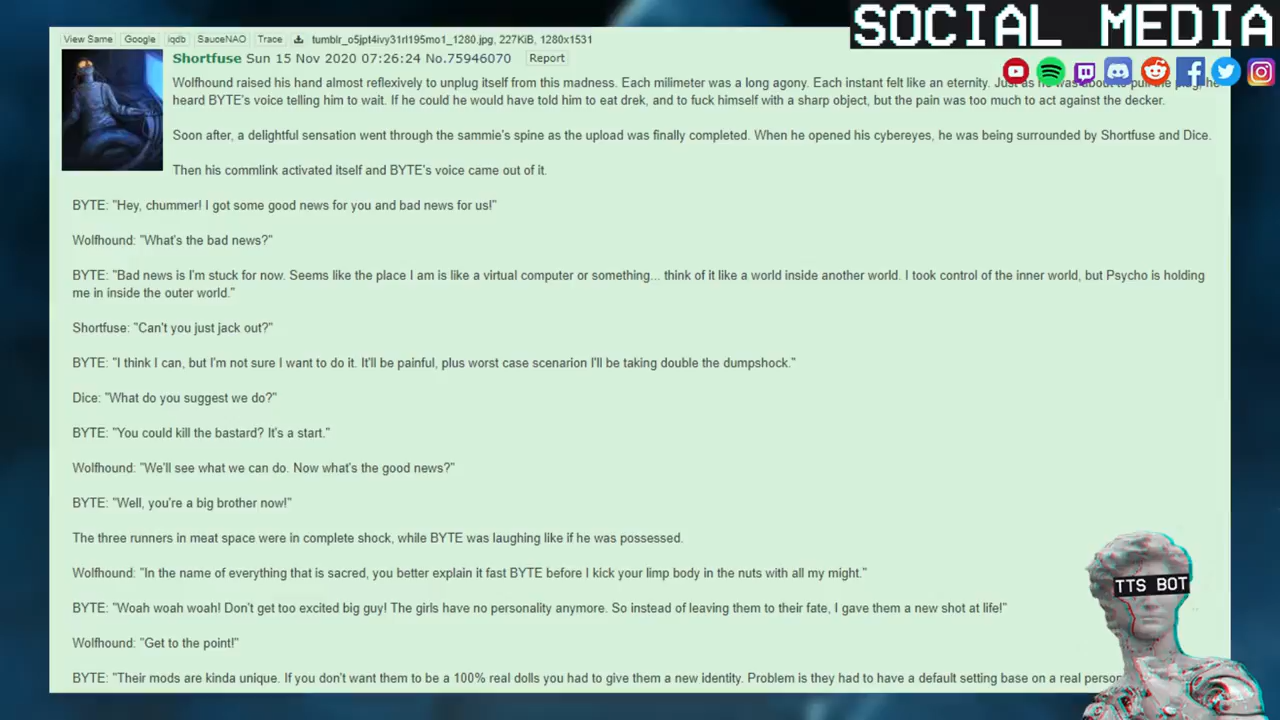 SOCIAL MEDIA
View Same Google iqdb SauceNAO Trace tumblr_o5jpt4ivy31rl195mo1_1280.jpg, 227KiB, 1280x1531
Shortfuse Sun 15 Nov 2020 07:26:24 No.75946070 Report
Wolfhound raised his hand almost reflexively to unplug itself from this madness. Each milimeter was a long agony. Each instant felt like an eternity. Just as he was about to pull the plug, he
heard BYTE's voice telling him to wait. If he could he would have told him to eat drek, and to fuck himself with a sharp object, but the pain was too much to act against the decker.
Soon after, a delightful sensation went through the sammie's spine as the upload was finally completed. When he opened his cybereyes, he was being surrounded by Shortfuse and Dice.
Then his commlink activated itself and BYTE's voice came out of it.
BYTE: "Hey, chummer! I got some good news for you and bad news for us!"
Wolfhound: "What's the bad news?"
BYTE: "Bad news is I'm stuck for now. Seems like the place I am is like a virtual computer or something... think of it like a world inside another world. I took control of the inner world, but Psycho is holding
me in inside the outer world."
Shortfuse: "Can't you just jack out?"
BYTE: "I think I can, but I'm not sure I want to do it. It'll be painful, plus worst case scenarion I'll be taking double the dumpshock."
Dice: "What do you suggest we do?"
BYTE: "You could kill the bastard? It's a start."
Wolfhound: "We'll see what we can do. Now what's the good news?"
BYTE: "Well, you're a big brother now!"
The three runners in meat space were in complete shock, while BYTE was laughing like if he was possessed.
Wolfhound: "In the name of everything that is sacred, you better explain it fast BYTE before I kick your limp body in the nuts with all my might."
BYTE: "Woah woah woah! Don't get too excited big guy! The girls have no personality anymore. So instead of leaving them to their fate, I gave them a new shot at life!"
Wolfhound: "Get to the point!"
BYTE: "Their mods are kinda unique. If you don't want them to be a 100% real dolls you had to give them a new identity. Problem is they had to have a default setting base on a real
TTS BOT